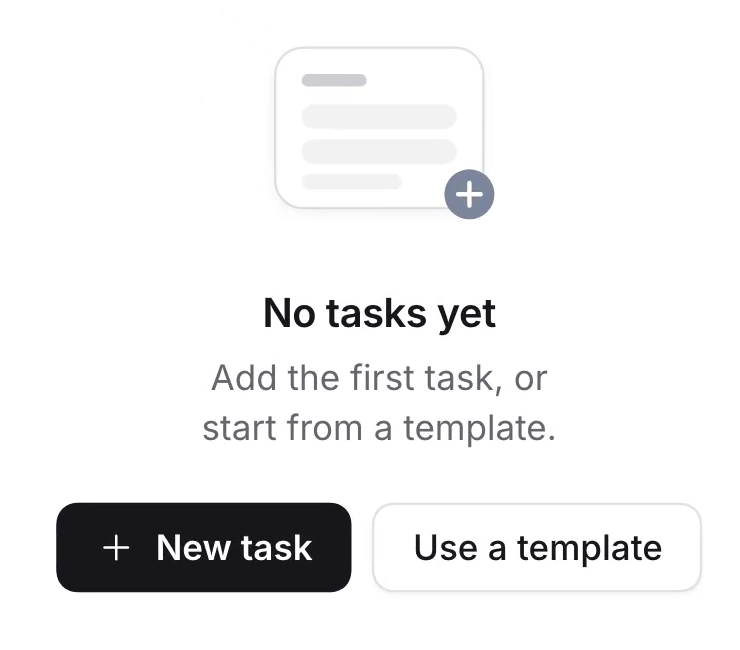 No tasks yet
Add the first task, or
start from a template.
New task
Use a template